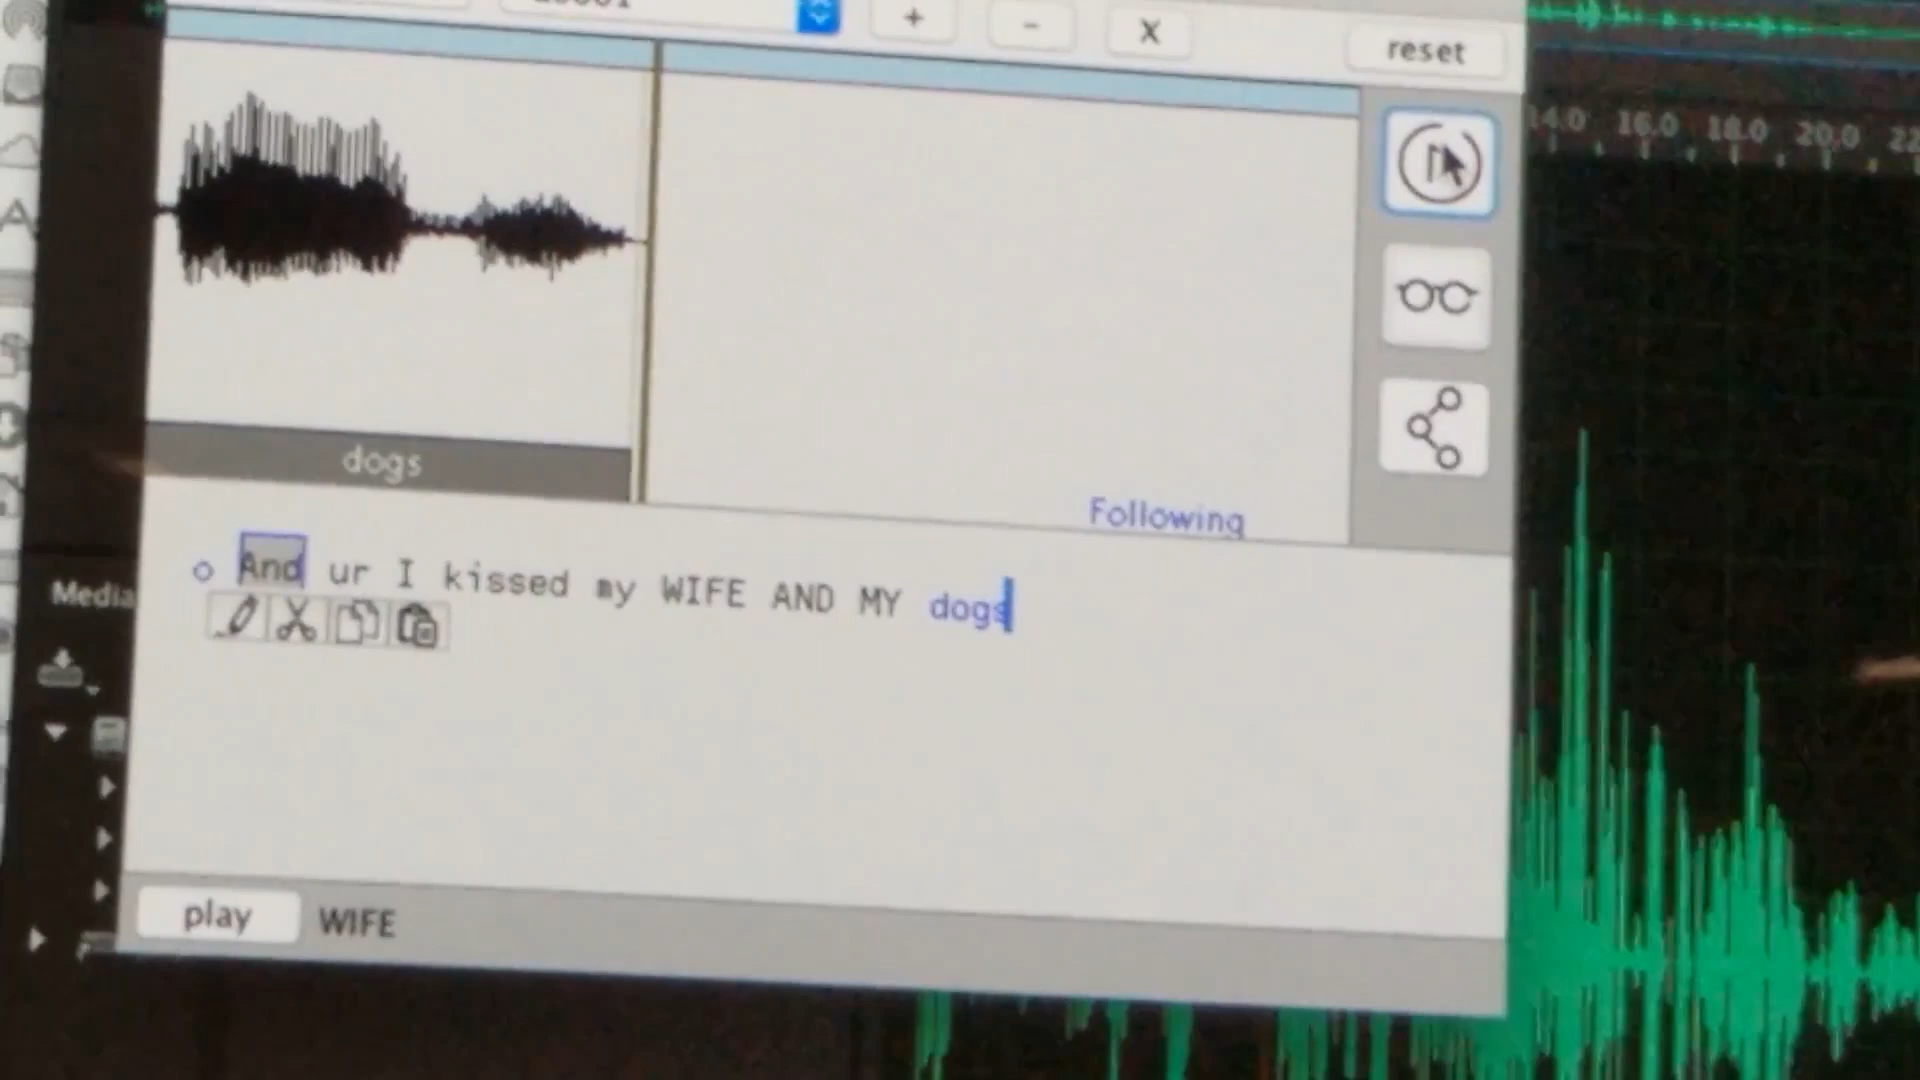 + - X reset
14.0 16.0 18.0 20.0 22
dogs
Following
And ur I kissed my WIFE AND MY dogs
Media
play WIFE